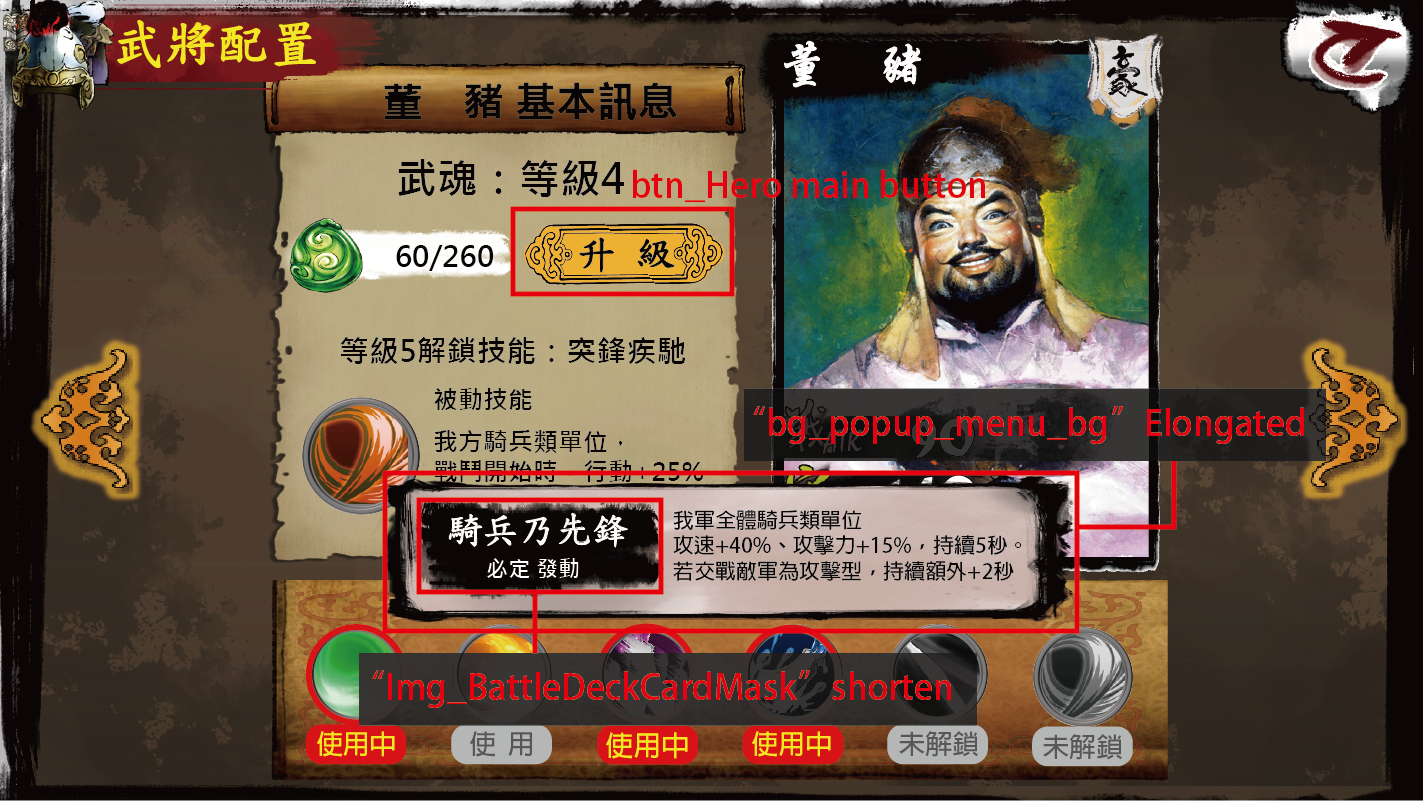 武將配置
董 豬 基本訊息
董 豬
豪
武魂：等級4
btn_Hero main button
60/260
升 級
等級5解鎖技能：突鋒疾馳
被動技能
我方騎兵類單位，
戰鬥開始時，行動+25%
“bg_popup_menu_bg” Elongated
騎兵乃先鋒
必定 發動
我軍全體騎兵類單位
攻速+40%、攻擊力+15%，持續5秒。
若交戰敵軍為攻擊型，持續額外+2秒
“Img_BattleDeckCardMask” shorten
使用中
使 用
使用中
使用中
未解鎖
未解鎖